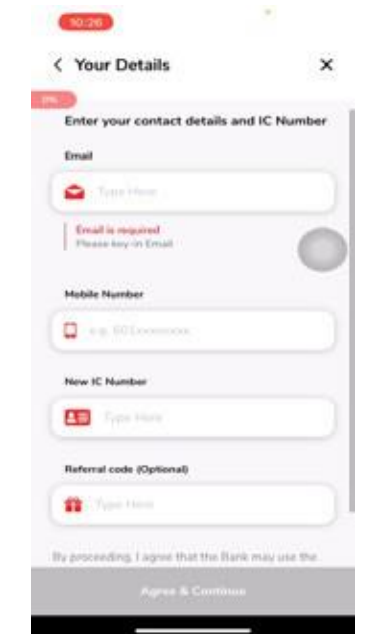 10:26
Your Details
0%
Enter your contact details and IC Number
Email
Type Here
Email is required
Please key-in Email
Mobile Number
e.g. 601xxxxxxxx
New IC Number
Type Here
Referral code (Optional)
Type Here
By proceeding, I agree that the Bank may use the
Agree & Continue